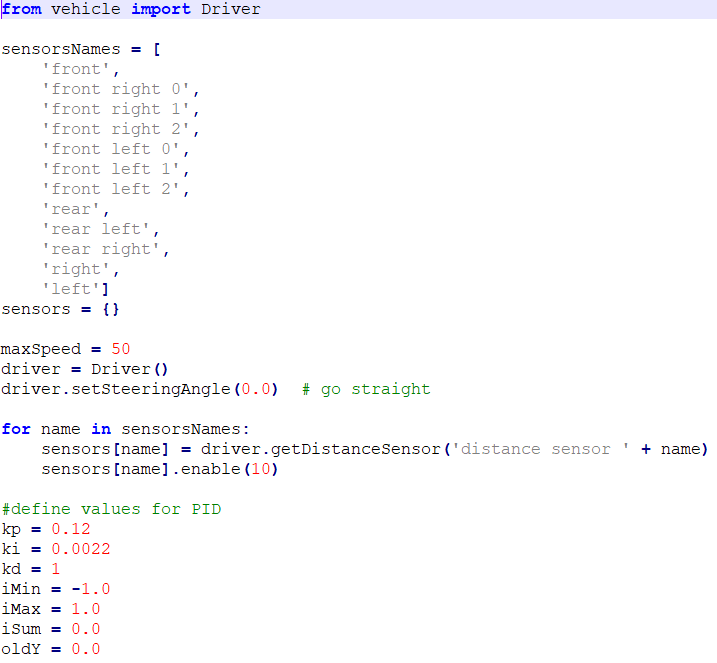 from vehicle import Driver
sensorsNames = [
    'front',
    'front right 0',
    'front right 1',
    'front right 2',
    'front left 0',
    'front left 1',
    'front left 2',
    'rear',
    'rear left',
    'rear right',
    'right',
    'left']
sensors = {}
maxSpeed = 50
driver = Driver()
driver.setSteeringAngle(0.0)  # go straight
for name in sensorsNames:
    sensors[name] = driver.getDistanceSensor('distance sensor ' + name)
    sensors[name].enable(10)
#define values for PID
kp = 0.12
ki = 0.0022
kd = 1
iMin = -1.0
iMax = 1.0
iSum = 0.0
oldY = 0.0